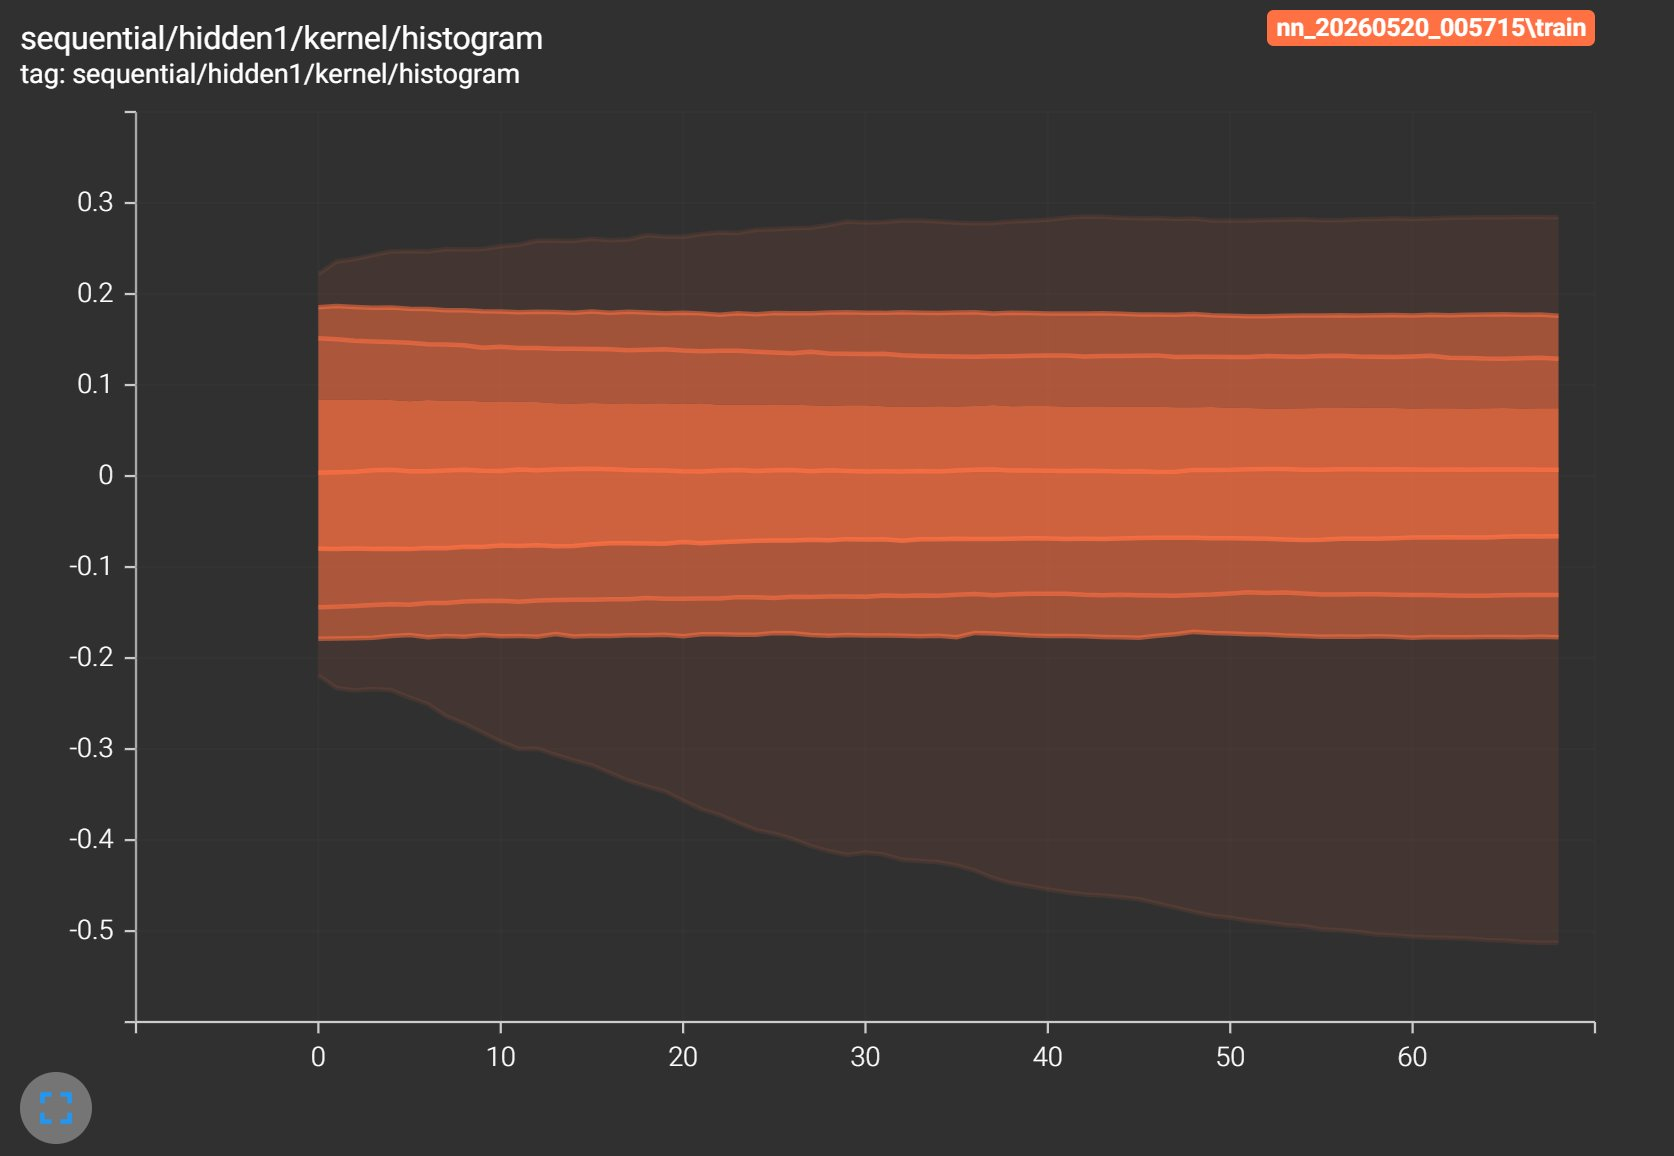 sequential/hidden1/kernel/histogram
nn_20260520_005715\train
tag: sequential/hidden1/kernel/histogram
0.3
0.2
0.1
0
-0.1
-0.2
-0.3
-0.4
-0.5
0 10 20 30 40 50 60